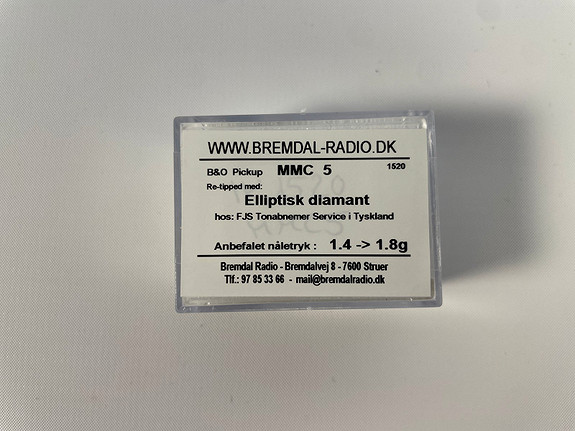 WWW.BREMDAL-RADIO.DK
B&O Pickup MMC 5 1520
Re-tipped med:
Elliptisk diamant
hos: FJS Tonabnemer Service i Tyskland
Anbefalet nåletryk : 1.4 -> 1.8g
Bremdal Radio - Bremdalvej 8 - 7600 Struer
Tlf.: 97 85 33 66 - mail@bremdalradio.dk